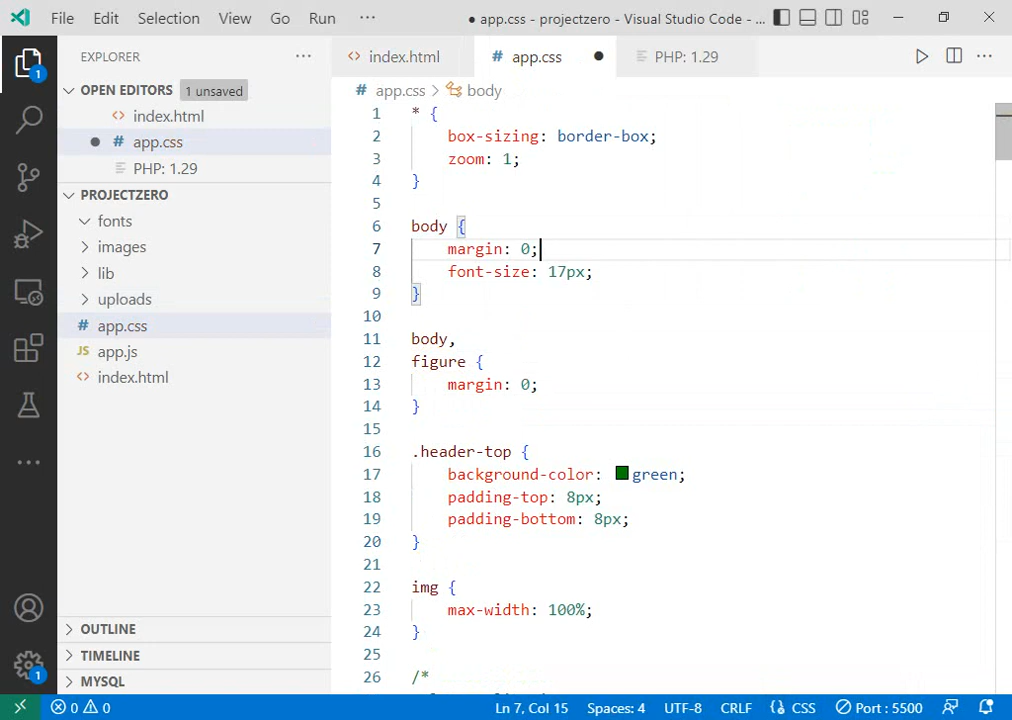 File Edit Selection View Go Run ··· ● app.css - projectzero - Visual Studio Code - ...
EXPLORER ···
index.html
# app.css ●
PHP: 1.29
···
OPEN EDITORS 1 unsaved
index.html
● # app.css
PHP: 1.29
PROJECTZERO
fonts
images
lib
uploads
# app.css
JS app.js
index.html
OUTLINE
TIMELINE
MYSQL
1
1
# app.css > body
1 * {
2 box-sizing: border-box;
3 zoom: 1;
4 }
5
6 body {
7 margin: 0;
8 font-size: 17px;
9 }
10
11 body,
12 figure {
13 margin: 0;
14 }
15
16 .header-top {
17 background-color: green;
18 padding-top: 8px;
19 padding-bottom: 8px;
20 }
21
22 img {
23 max-width: 100%;
24 }
25
26 /*
0 0 Ln 7, Col 15 Spaces: 4 UTF-8 CRLF {} CSS Port : 5500